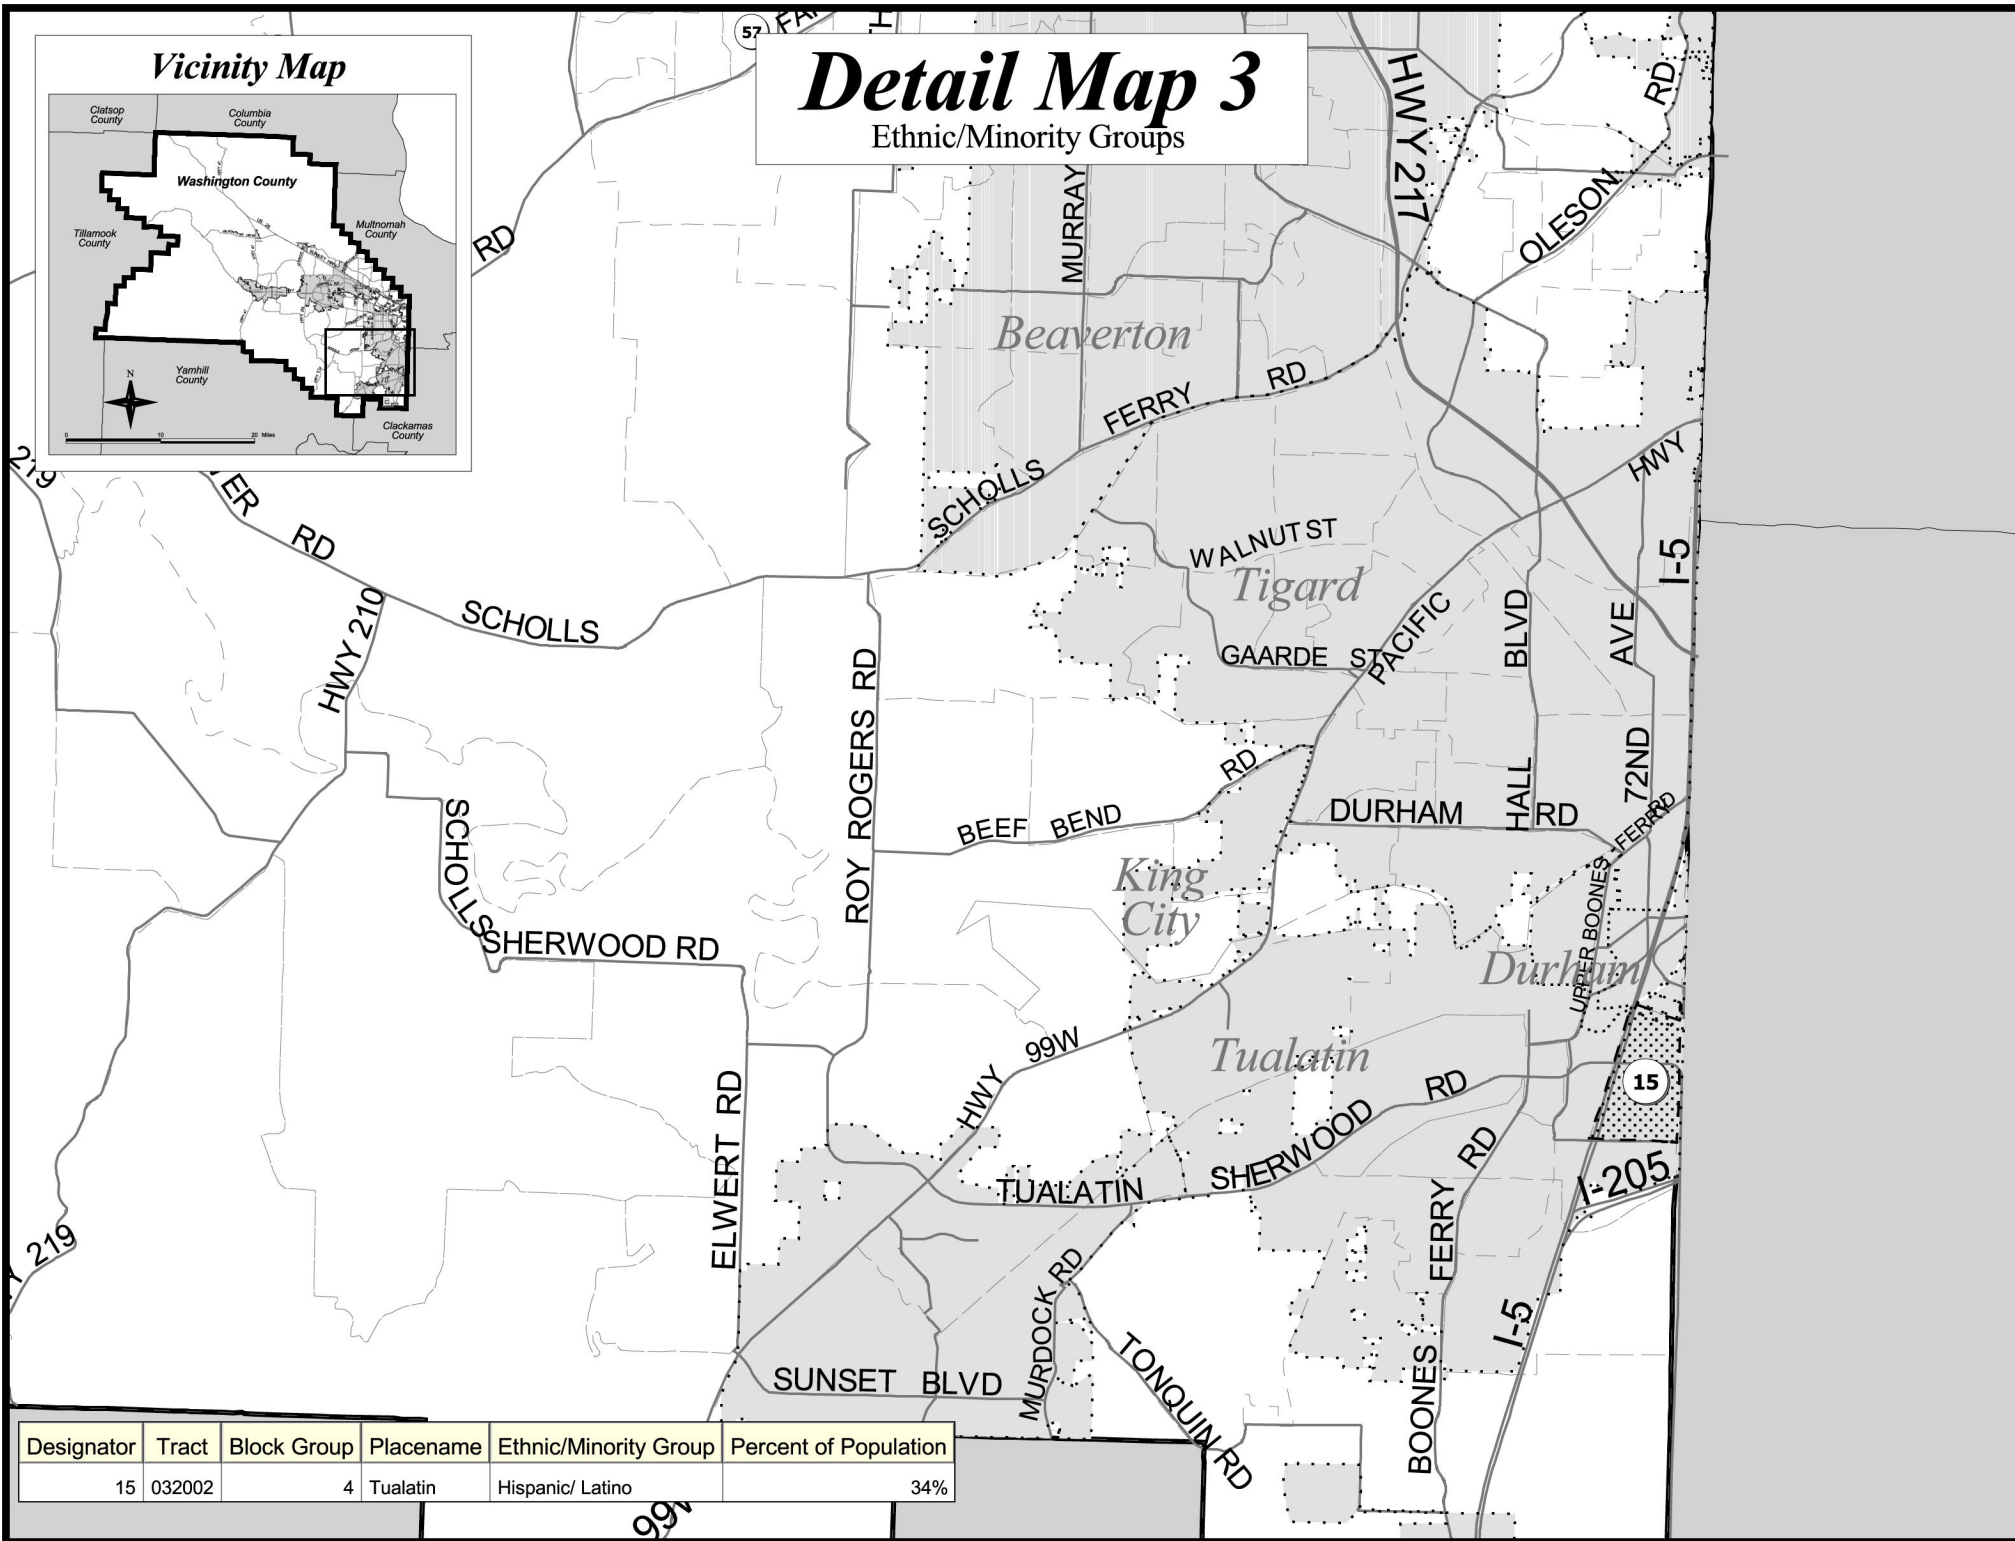 Vicinity Map
Clatsop
County
Columbia
County
Washington County
Multnomah
County
Tillamook
County
Yamhill
County
Clackamas
County
N
0 10 20 Miles
57
Detail Map 3
Ethnic/Minority Groups
HWY 217
RD
MURRAY
OLESON
RD
Beaverton
FERRY RD
SCHOLLS
HWY
219
ER
RD
HWY 210
SCHOLLS
WALNUT ST
Tigard
GAARDE ST
PACIFIC
BLVD
HALL
AVE
72ND
I-5
ROY ROGERS RD
BEEF BEND RD
DURHAM RD
FERRY RD
UPPER BOONES
SCHOLLS
SHERWOOD RD
King
City
Durham
Tualatin
HWY 99W
15
RD
SHERWOOD
TUALATIN
ELWERT RD
I-205
219
BOONES FERRY RD
I-5
MURDOCK RD
TONQUIN RD
SUNSET BLVD
Designator Tract Block Group Placename Ethnic/Minority Group Percent of Population
15 032002 4 Tualatin Hispanic/ Latino 34%